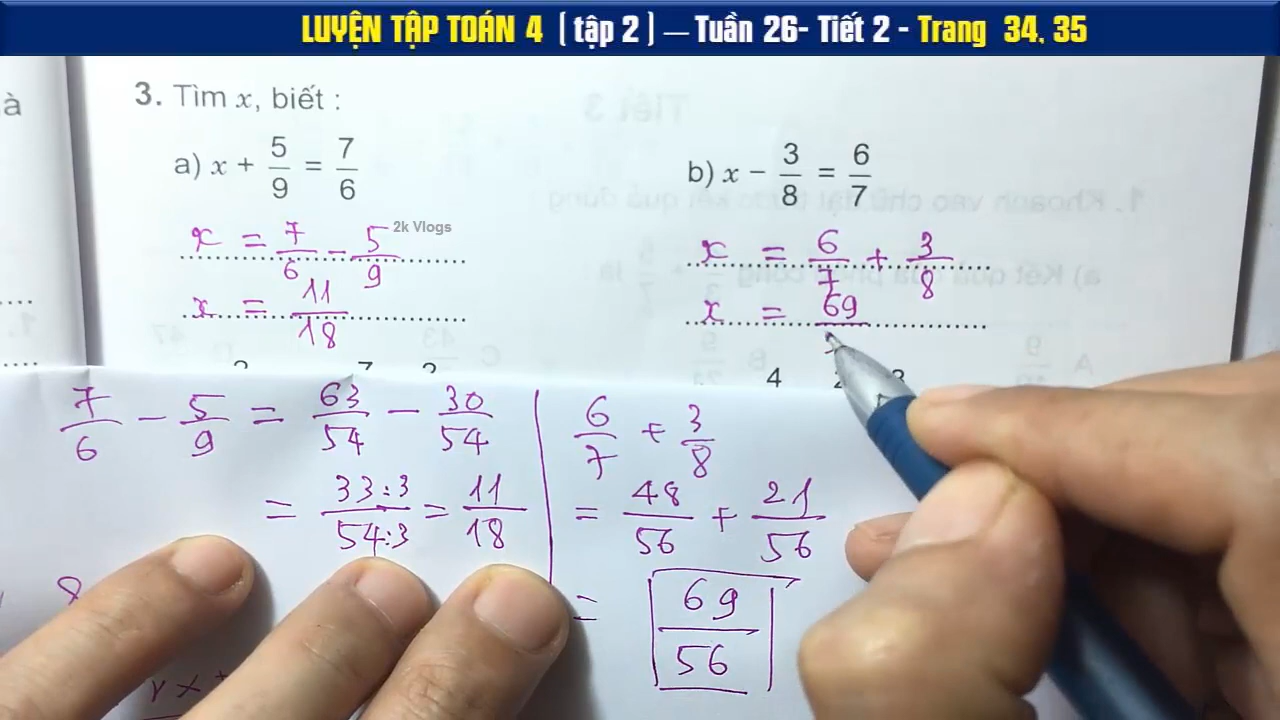 LUYỆN TẬP TOÁN 4 ( tập 2 ) — Tuần 26- Tiết 2 - Trang 34, 35
à
3. Tìm x, biết :
a) x + 5/9 = 7/6
b) x − 3/8 = 6/7
2k Vlogs
x = 7/6 − 5/9
x = 6/7 + 3/8
x = 11/18
x = 69
4
7/6 − 5/9 = 63/54 − 30/54
= 33:3/54:3 = 11/18
6/7 + 3/8
= 48/56 + 21/56
= 69/56
8